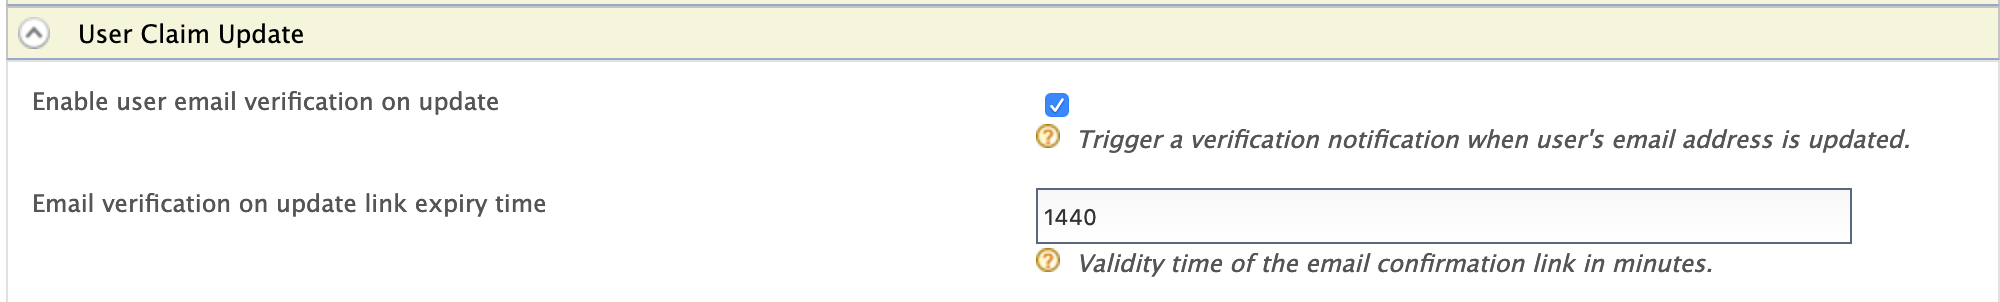 User Claim Update
Enable user email verification on update
Trigger a verification notification when user's email address is updated.
Email verification on update link expiry time
1440
Validity time of the email confirmation link in minutes.